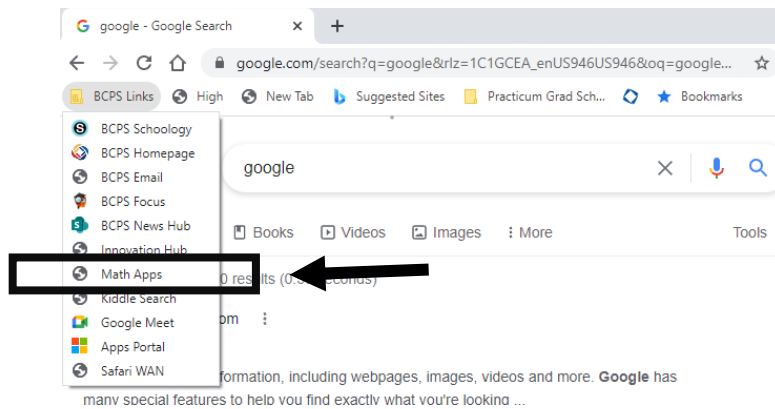 google - Google Search
google.com/search?q=google&rlz=1C1GCEA_enUS946US946&oq=google...
BCPS Links High New Tab Suggested Sites Practicum Grad Sch... Bookmarks
BCPS Schoology
BCPS Homepage
BCPS Email
BCPS Focus
BCPS News Hub
Innovation Hub
Math Apps
Kiddle Search
Google Meet
Apps Portal
Safari WAN
google
Books Videos Images More Tools
0 results (0.3 seconds)
om
formation, including webpages, images, videos and more. Google has
many special features to help you find exactly what you're looking ...